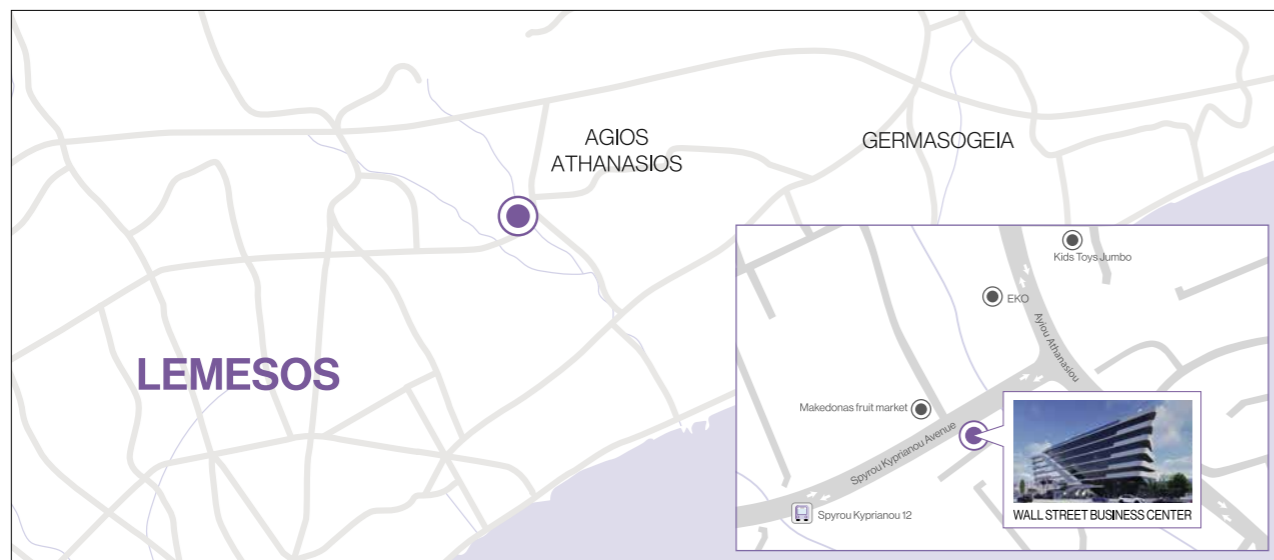 AGIOS
ATHANASIOS
GERMASOGEIA
LEMESOS
Kids Toys Jumbo
EKO
Ayiou Athanasiou
Makedonas fruit market
Spyrou Kyprianou Avenue
Spyrou Kyprianou 12
WALL STREET BUSINESS CENTER